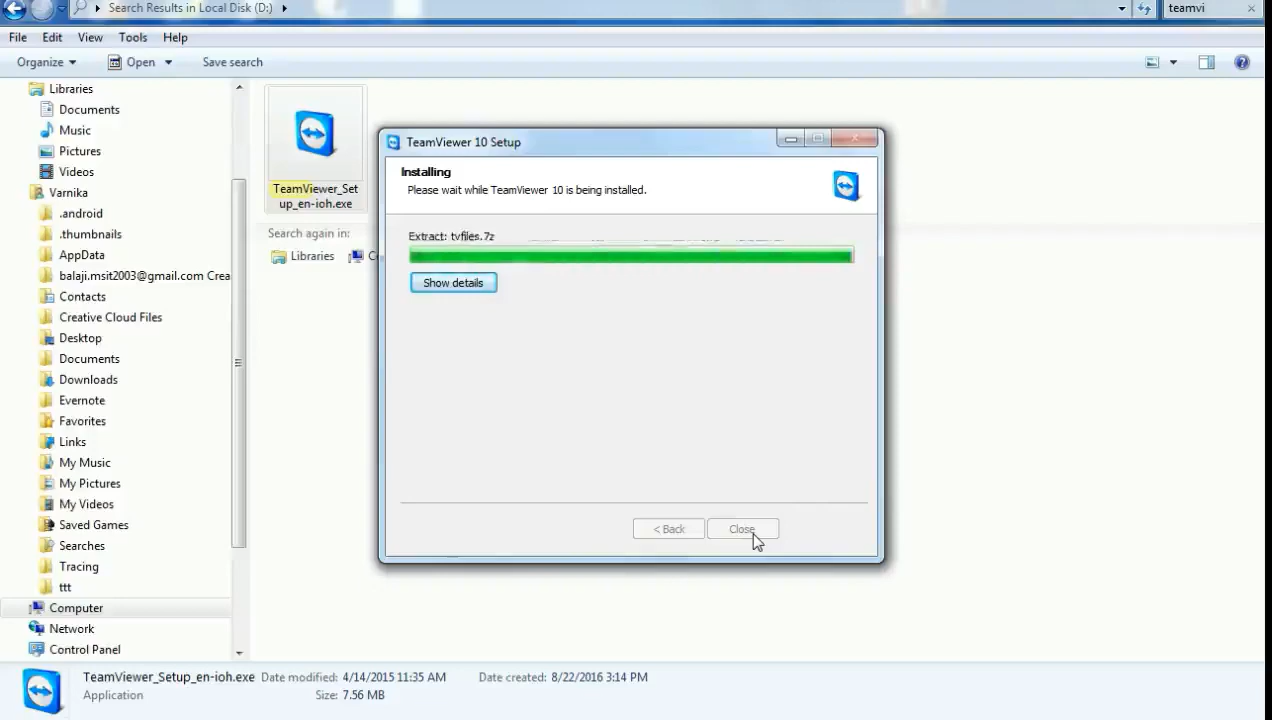 Search Results in Local Disk (D:)
teamvi
File Edit View Tools Help
Organize Open Save search
Libraries
Documents
Music
Pictures
Videos
Varnika
.android
.thumbnails
AppData
balaji.msit2003@gmail.com Crea
Contacts
Creative Cloud Files
Desktop
Documents
Downloads
Evernote
Favorites
Links
My Music
My Pictures
My Videos
Saved Games
Searches
Tracing
ttt
Computer
Network
Control Panel
TeamViewer_Set
up_en-ioh.exe
Search again in:
Libraries C
TeamViewer 10 Setup
Installing
Please wait while TeamViewer 10 is being installed.
Extract: tvfiles.7z
Show details
< Back Close
TeamViewer_Setup_en-ioh.exe Date modified: 4/14/2015 11:35 AM Date created: 8/22/2016 3:14 PM
Application Size: 7.56 MB